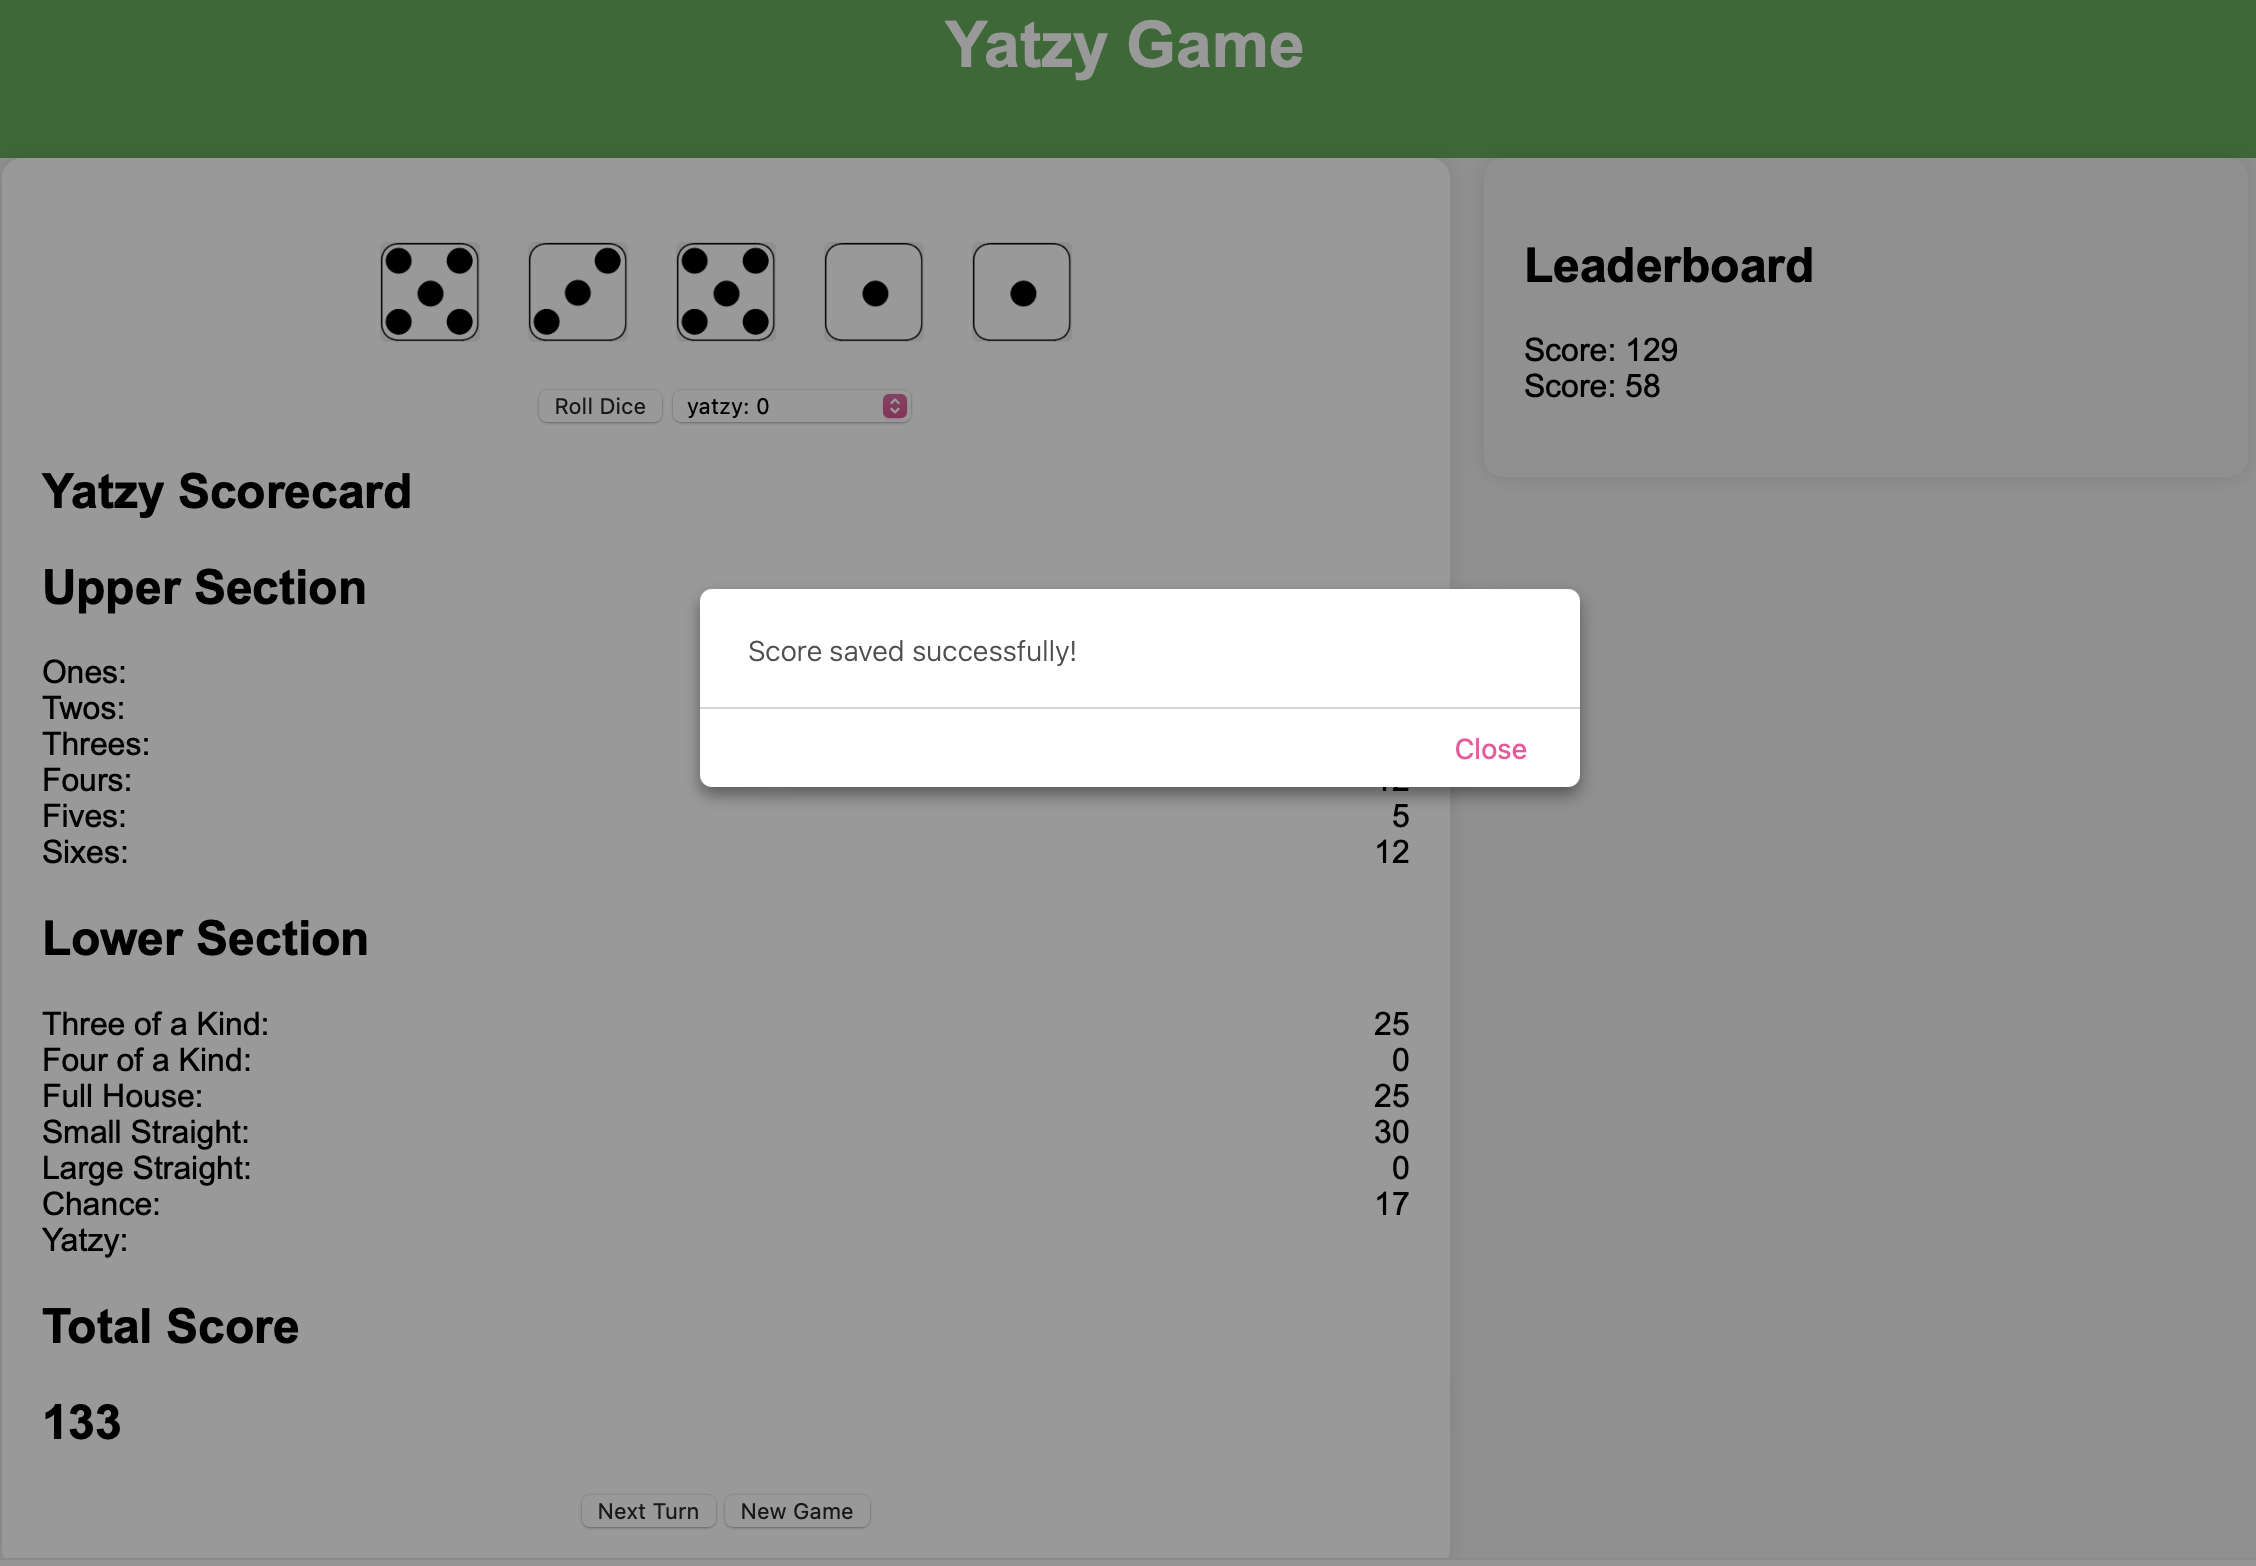 Yatzy Game
Leaderboard
Score: 129
Score: 58
Roll Dice
yatzy: 0
Yatzy Scorecard
Upper Section
Ones:
Twos:
Threes:
Fours:
Fives: 5
Sixes: 12
Score saved successfully!
Close
Lower Section
Three of a Kind: 25
Four of a Kind: 0
Full House: 25
Small Straight: 30
Large Straight: 0
Chance: 17
Yatzy:
Total Score
133
Next Turn
New Game